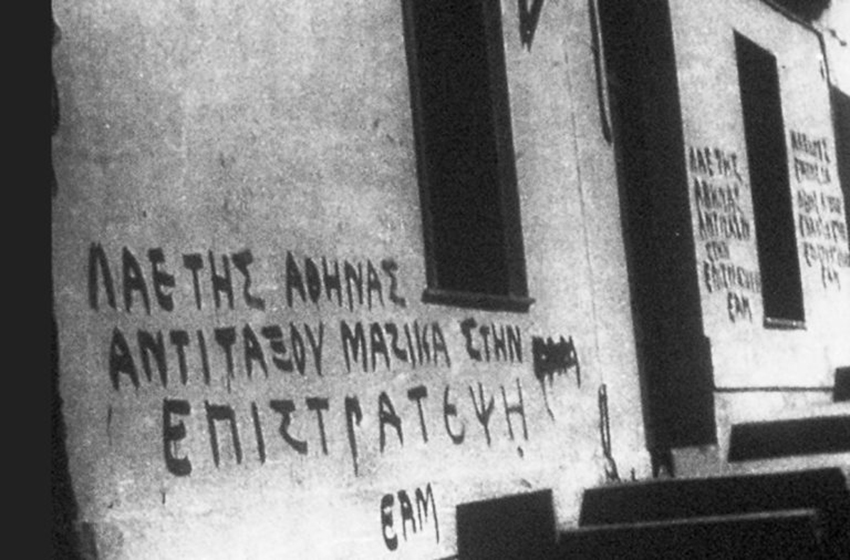 ΛΑΕ ΤΗΣ ΑΘΗΝΑΣ
ΑΝΤΙΤΑΞΟΥ ΜΑΖΙΚΑ ΣΤΗΝ
ΕΠΙΣΤΡΑΤΕΨΗ
ΕΑΜ
ΛΑΕ ΤΗΣ
ΑΘΗΝΑΣ
ΑΝΤΙΤΑΞΟΥ
ΣΤΗΝ
ΕΠΙΣΤΡΑΤΕΨΗ
ΕΑΜ